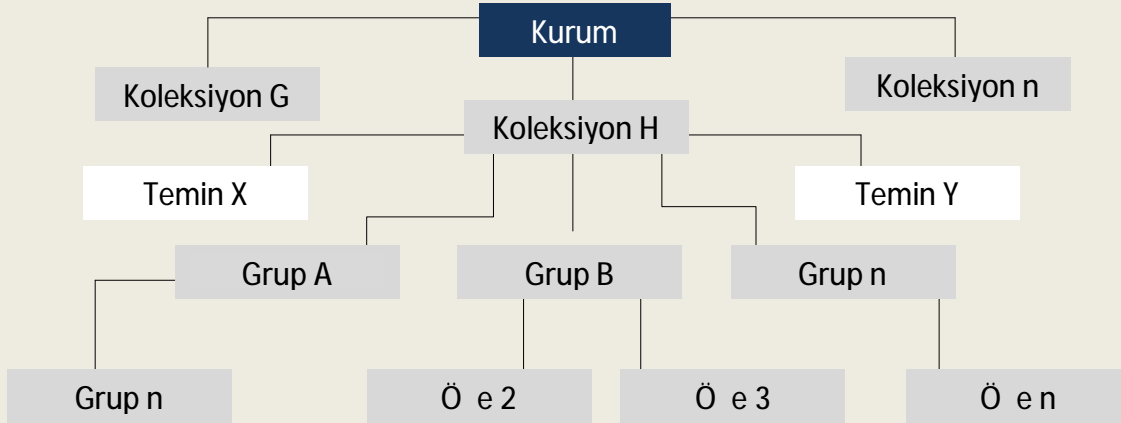 Kurum
Koleksiyon G
Koleksiyon n
Koleksiyon H
Temin X
Temin Y
Grup A
Grup B
Grup n
Grup n
Ö e 2
Ö e 3
Ö e n